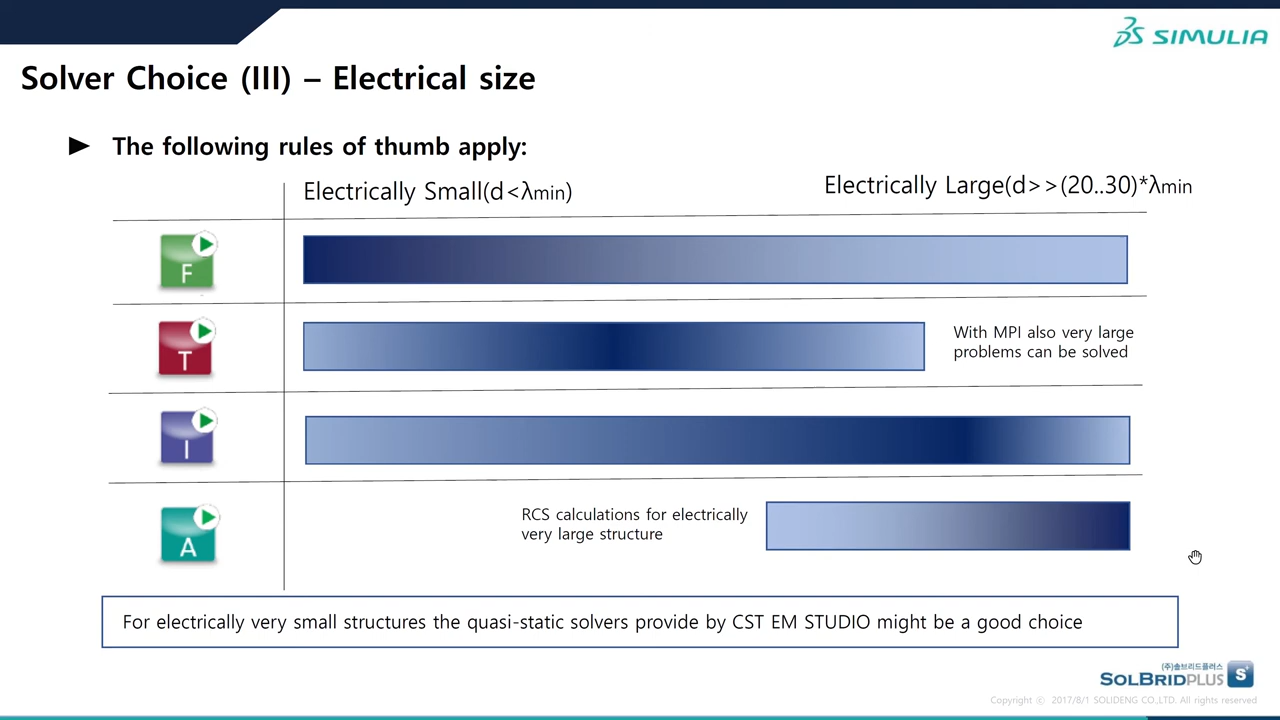 SIMULIA
Solver Choice (III) – Electrical size
► The following rules of thumb apply:
Electrically Small(d<λmin)
Electrically Large(d>>(20..30)*λmin
F
T
With MPI also very large
problems can be solved
I
RCS calculations for electrically
very large structure
A
For electrically very small structures the quasi-static solvers provide by CST EM STUDIO might be a good choice
(주)솔브리드플러스
SOLBRIDPLUS S+
Copyright ⓒ 2017/8/1 SOLIDENG CO.,LTD. All rights reserved